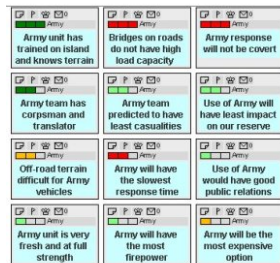 Army
Army
Army
Army unit has
trained on island
and knows terrain
Bridges on roads
do not have high
load capacity
Army response
will not be covert
Army
Army
Army
Army team has
corpsman and
translator
Army team
predicted to have
least casualities
Use of Army will
have least impact
on our reserve
Army
Army
Army
Off-road terrain
difficult for Army
vehicles
Army will have
the slowest
response time
Use of Army
would have good
public relations
Army
Army
Army
Army unit is very
fresh and at full
strength
Army will have
the most
firepower
Army will be the
most expensive
option